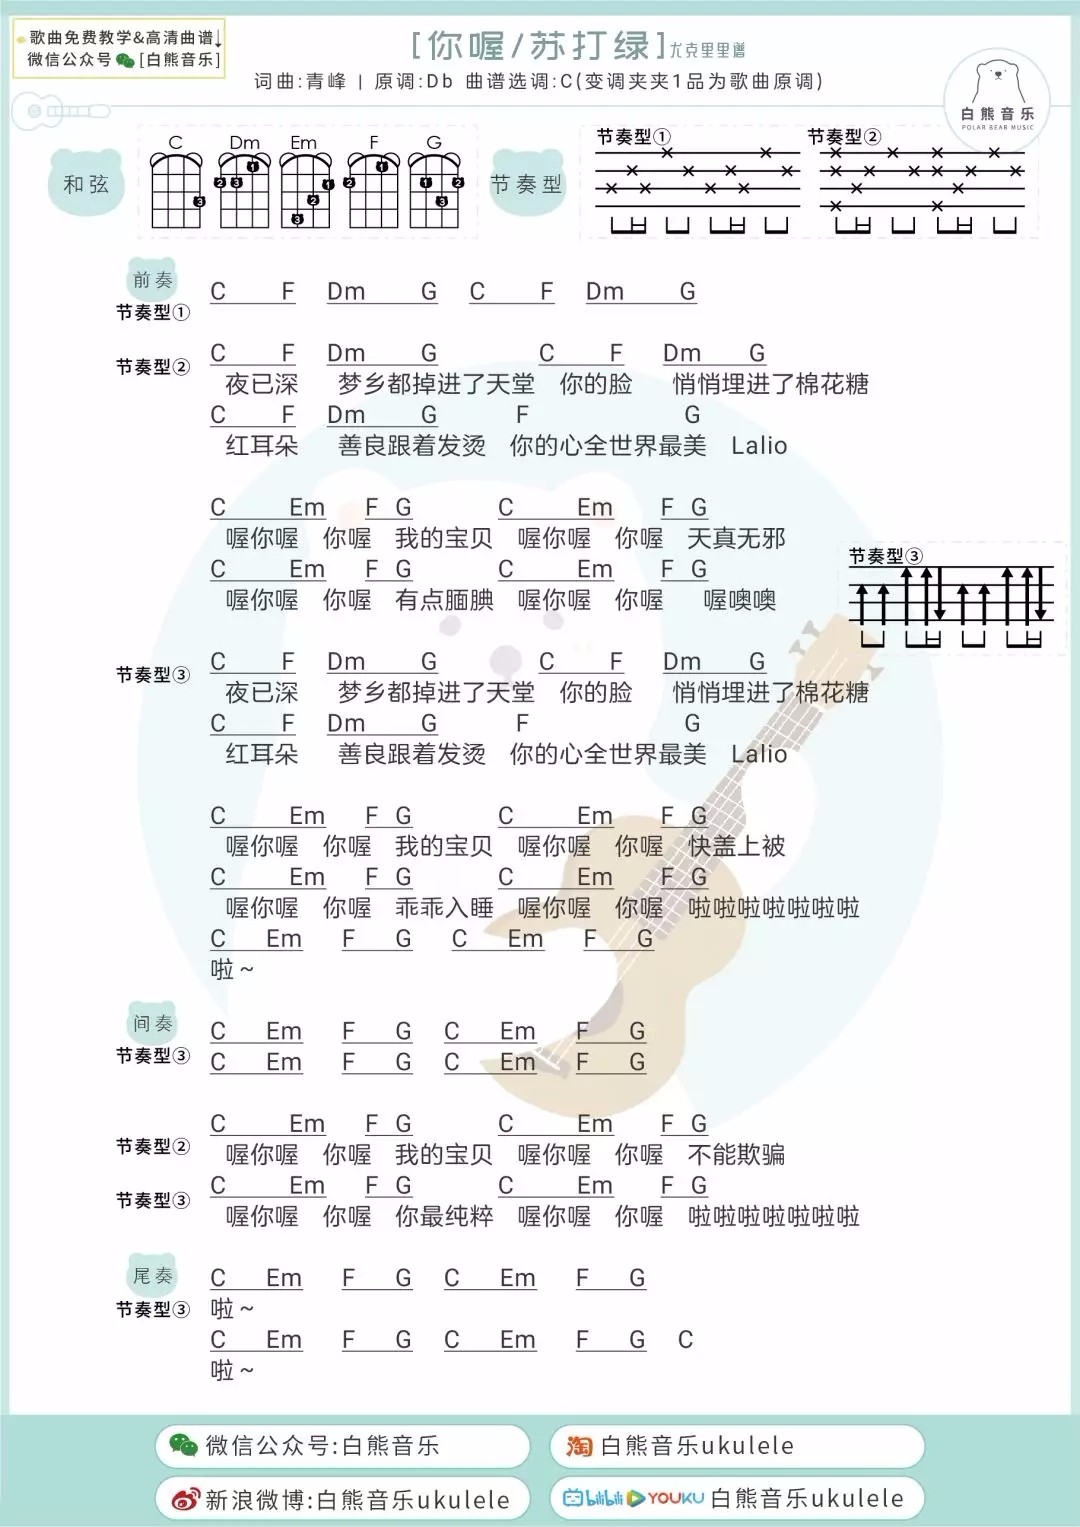 歌曲免费教学&高清曲谱↓
微信公众号 [白熊音乐]
[你喔/苏打绿]尤克里里谱
词曲:青峰 | 原调:Db 曲谱选调:C(变调夹夹1品为歌曲原调)
白熊音乐
POLAR BEAR MUSIC
和弦
C Dm Em F G
节奏型
节奏型① 节奏型②
前奏
节奏型①
C F Dm G C F Dm G
节奏型②
C F Dm G C F Dm G
夜已深 梦乡都掉进了天堂 你的脸 悄悄埋进了棉花糖
C F Dm G F G
红耳朵 善良跟着发烫 你的心全世界最美 Lalio
C Em F G C Em F G
喔你喔 你喔 我的宝贝 喔你喔 你喔 天真无邪
C Em F G C Em F G
喔你喔 你喔 有点腼腆 喔你喔 你喔 喔噢噢
节奏型③
节奏型③
C F Dm G C F Dm G
夜已深 梦乡都掉进了天堂 你的脸 悄悄埋进了棉花糖
C F Dm G F G
红耳朵 善良跟着发烫 你的心全世界最美 Lalio
C Em F G C Em F G
喔你喔 你喔 我的宝贝 喔你喔 你喔 快盖上被
C Em F G C Em F G
喔你喔 你喔 乖乖入睡 喔你喔 你喔 啦啦啦啦啦啦啦
C Em F G C Em F G
啦~
间奏
节奏型③
C Em F G C Em F G
C Em F G C Em F G
节奏型②
C Em F G C Em F G
喔你喔 你喔 我的宝贝 喔你喔 你喔 不能欺骗
节奏型③
C Em F G C Em F G
喔你喔 你喔 你最纯粹 喔你喔 你喔 啦啦啦啦啦啦啦
尾奏
节奏型③
C Em F G C Em F G
啦~
C Em F G C Em F G C
啦~
微信公众号:白熊音乐
淘 白熊音乐ukulele
新浪微博:白熊音乐ukulele
bilibili YOUKU 白熊音乐ukulele